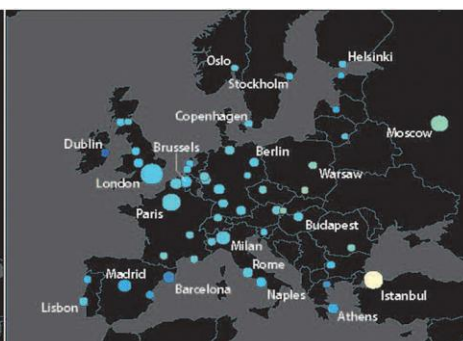 Oslo
Helsinki
Stockholm
Copenhagen
Moscow
Dublin
Brussels
Berlin
Warsaw
London
Paris
Budapest
Milan
Madrid
Rome
Lisbon
Barcelona
Naples
Istanbul
Athens